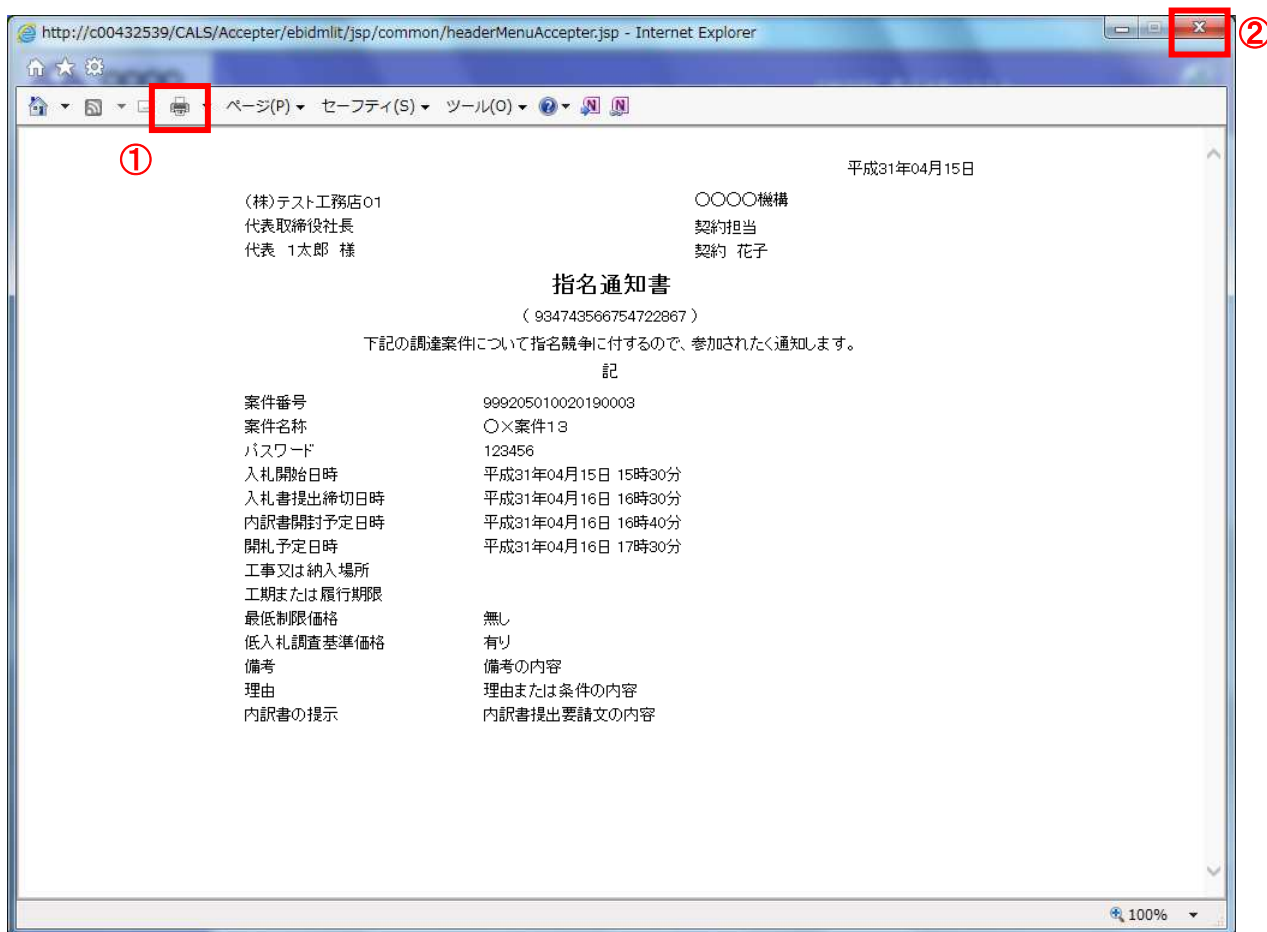 http://c00432539/CALS/Accepter/ebidmlit/jsp/common/headerMenuAccepter.jsp - Internet Explorer
②
ページ(P) セーフティ(S) ツール(O)
①
平成31年04月15日
(株)テスト工務店01 〇〇〇〇機構
代表取締役社長 契約担当
代表 1太郎 様 契約 花子
指名通知書
( 934743566754722867 )
下記の調達案件について指名競争に付するので、参加されたく通知します。
記
案件番号 999205010020190003
案件名称 〇×案件13
パスワード 123456
入札開始日時 平成31年04月15日 15時30分
入札書提出締切日時 平成31年04月16日 16時30分
内訳書開封予定日時 平成31年04月16日 16時40分
開札予定日時 平成31年04月16日 17時30分
工事又は納入場所
工期または履行期限
最低制限価格 無し
低入札調査基準価格 有り
備考 備考の内容
理由 理由または条件の内容
内訳書の提示 内訳書提出要請文の内容
100%